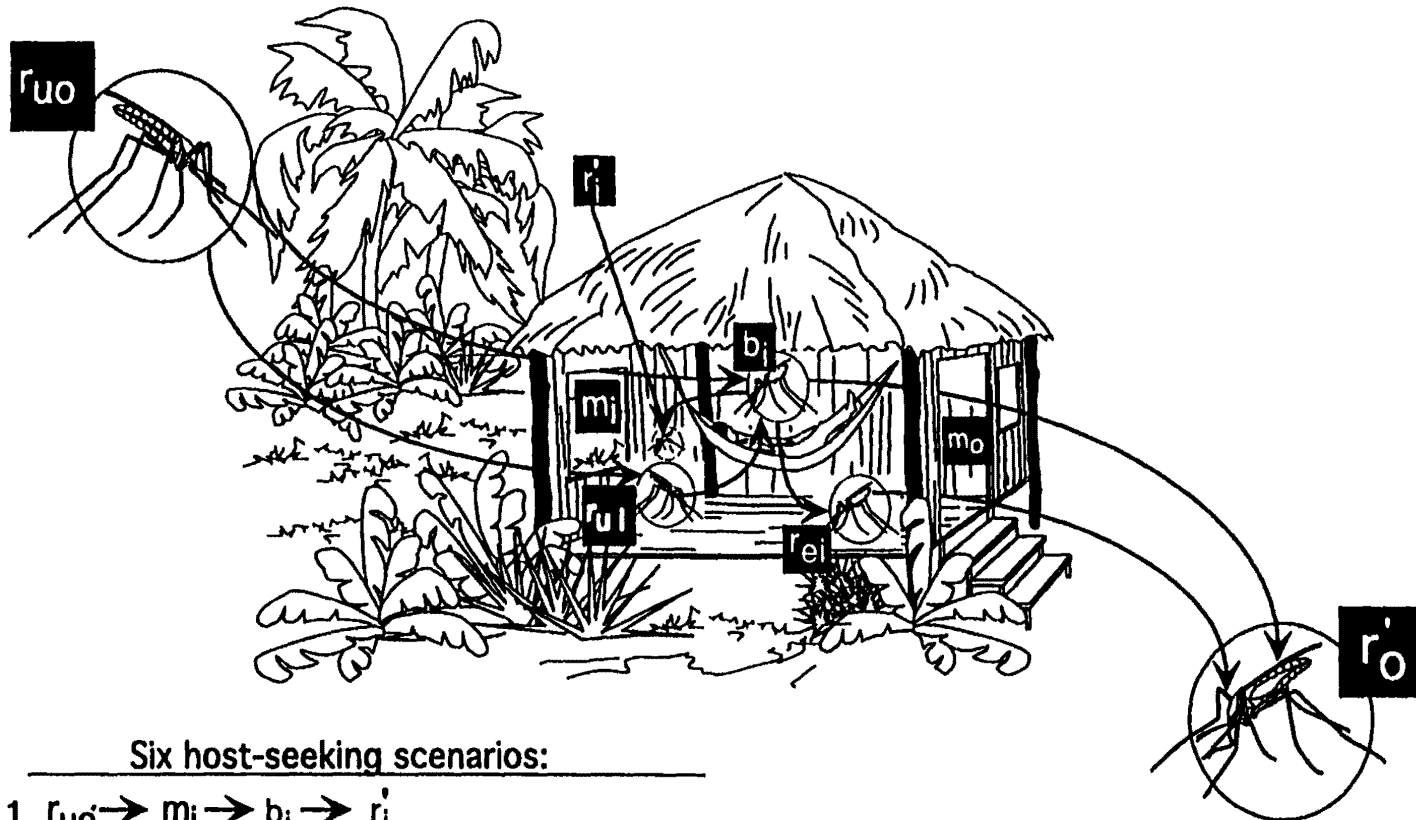 r_uo
r'_i
b_i
m_i
m_o
r_ui
r_ei
r'_o
Six host-seeking scenarios:
1 r_uo → m_i → b_i → r'_i